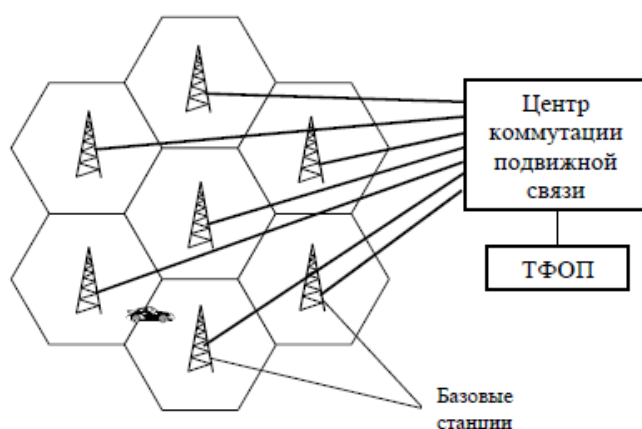 Центр
коммутации
подвижной
связи
ТФОП
Базовые
станции